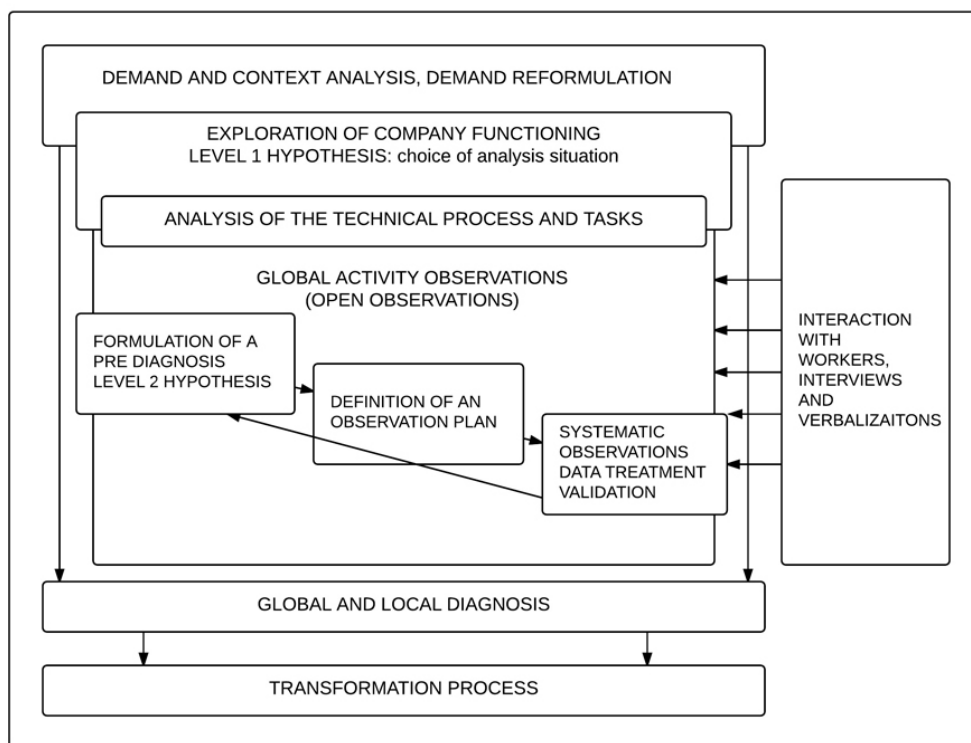 DEMAND AND CONTEXT ANALYSIS, DEMAND REFORMULATION
EXPLORATION OF COMPANY FUNCTIONING
LEVEL 1 HYPOTHESIS: choice of analysis situation
ANALYSIS OF THE TECHNICAL PROCESS AND TASKS
GLOBAL ACTIVITY OBSERVATIONS
(OPEN OBSERVATIONS)
FORMULATION OF A
PRE DIAGNOSIS
LEVEL 2 HYPOTHESIS
DEFINITION OF AN
OBSERVATION PLAN
SYSTEMATIC
OBSERVATIONS
DATA TREATMENT
VALIDATION
INTERACTION
WITH
WORKERS,
INTERVIEWS
AND
VERBALIZAITONS
GLOBAL AND LOCAL DIAGNOSIS
TRANSFORMATION PROCESS